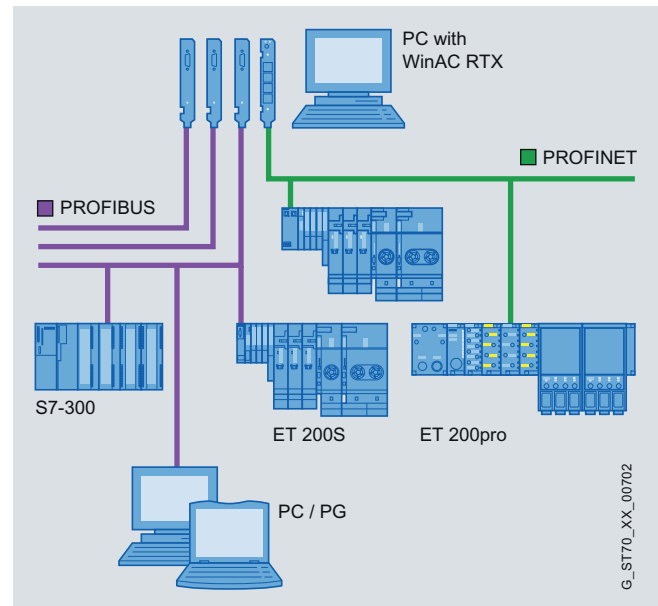 PC with
WinAC RTX
PROFINET
PROFIBUS
S7-300
ET 200S
ET 200pro
PC / PG
G_ST70_XX_00702